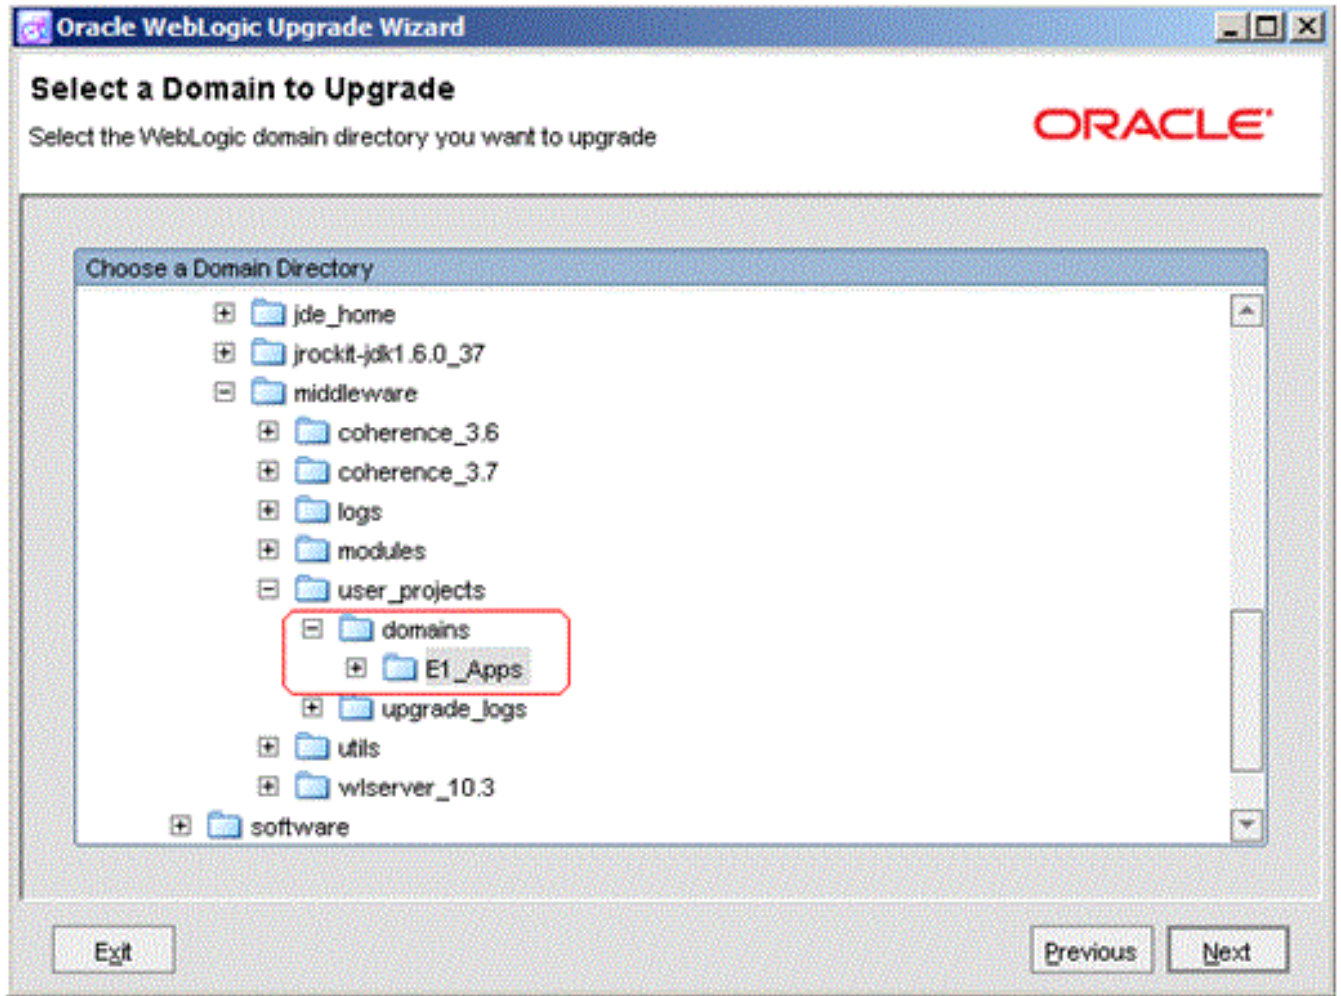 Oracle WebLogic Upgrade Wizard
Select a Domain to Upgrade
Select the WebLogic domain directory you want to upgrade
ORACLE
Choose a Domain Directory
jde_home
jrockit-jdk1.6.0_37
middleware
coherence_3.6
coherence_3.7
logs
modules
user_projects
domains
E1_Apps
upgrade_logs
utils
wlserver_10.3
software
Exit
Previous
Next